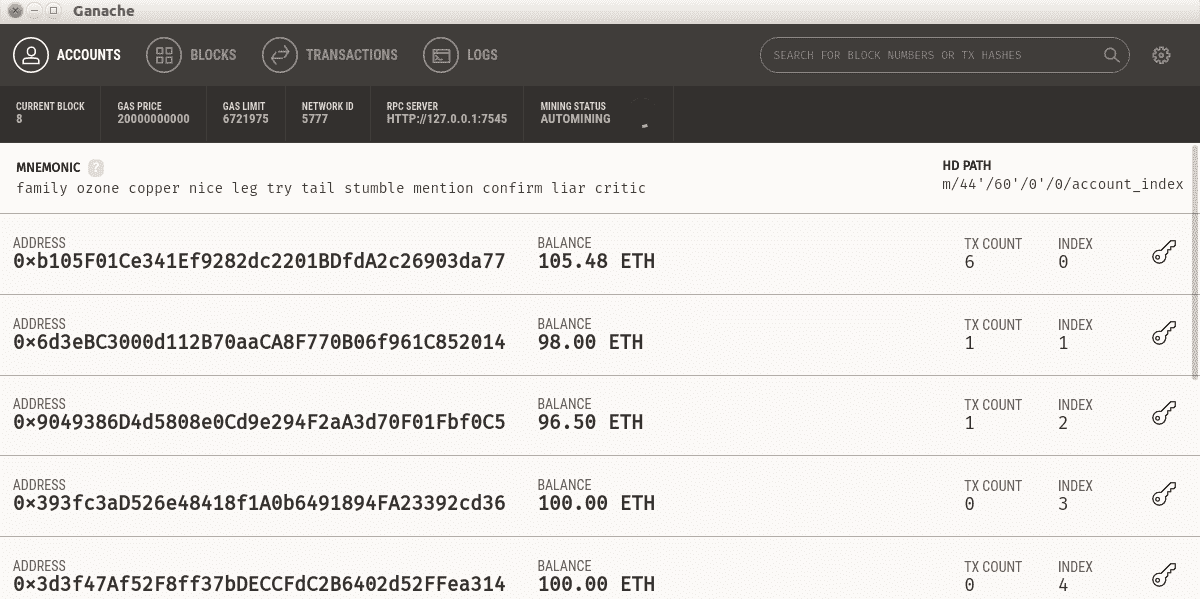 Ganache
ACCOUNTS BLOCKS TRANSACTIONS LOGS SEARCH FOR BLOCK NUMBERS OR TX HASHES
CURRENT BLOCK GAS PRICE GAS LIMIT NETWORK ID RPC SERVER MINING STATUS
8 20000000000 6721975 5777 HTTP://127.0.0.1:7545 AUTOMINING
MNEMONIC ? HD PATH
family ozone copper nice leg try tail stumble mention confirm liar critic m/44'/60'/0'/0/account_index
ADDRESS BALANCE TX COUNT INDEX
0×b105F01Ce341Ef9282dc2201BDfdA2c26903da77 105.48 ETH 6 0
ADDRESS BALANCE TX COUNT INDEX
0×6d3eBC3000d112B70aaCA8F770B06f961C852014 98.00 ETH 1 1
ADDRESS BALANCE TX COUNT INDEX
0×9049386D4d5808e0Cd9e294F2aA3d70F01Fbf0C5 96.50 ETH 1 2
ADDRESS BALANCE TX COUNT INDEX
0×393fc3aD526e48418f1A0b6491894FA23392cd36 100.00 ETH 0 3
ADDRESS BALANCE TX COUNT INDEX
0×3d3f47Af52F8ff37bDECCFdC2B6402d52FFea314 100.00 ETH 0 4